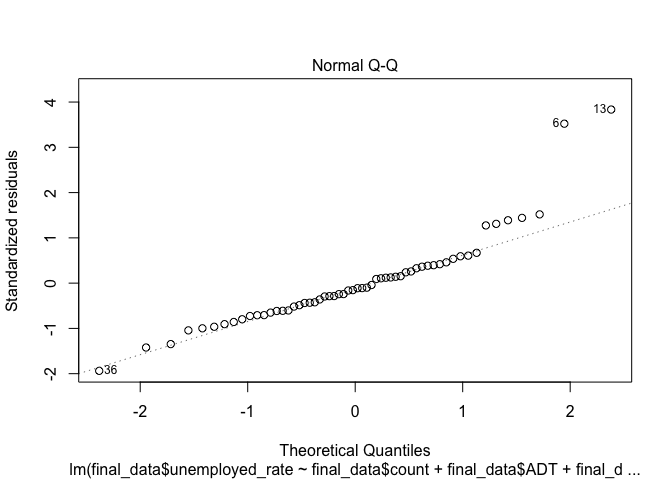 Normal Q-Q
Standardized residuals
4
3
2
1
0
-1
-2
13
6
36
-2 -1 0 1 2
Theoretical Quantiles
lm(final_data$unemployed_rate ~ final_data$count + final_data$ADT + final_d ...